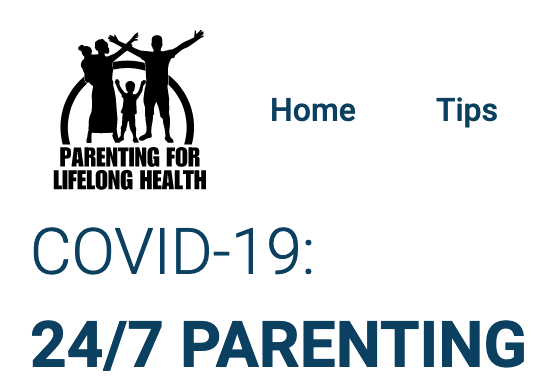 Home Tips
PARENTING FOR
LIFELONG HEALTH
COVID-19:
24/7 PARENTING